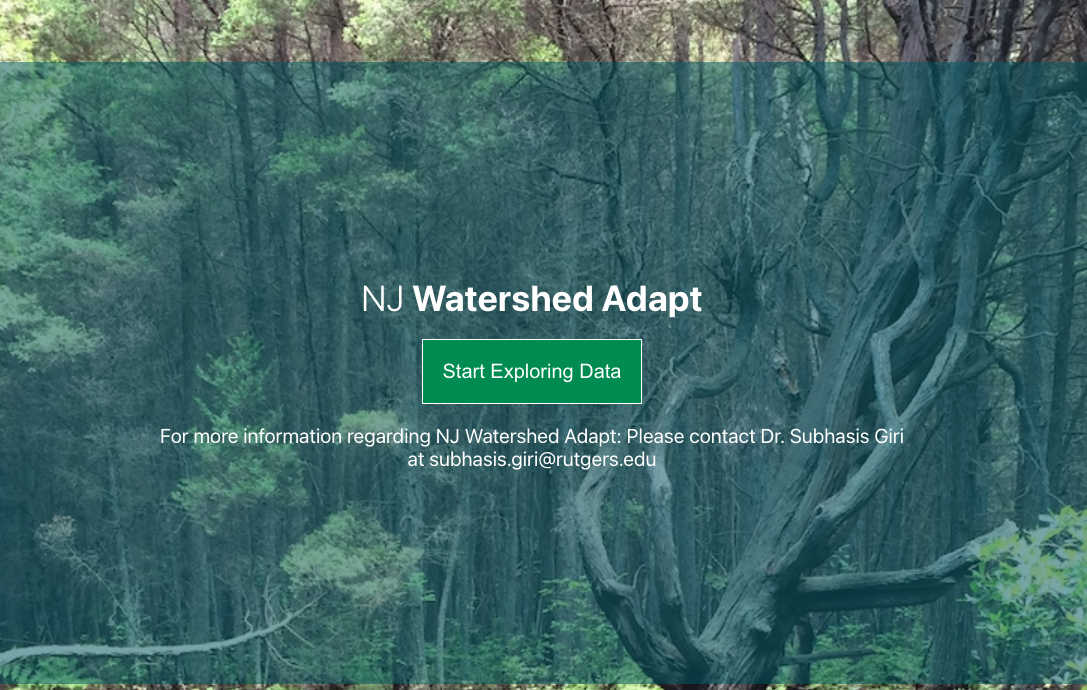 NJ Watershed Adapt
Start Exploring Data
For more information regarding NJ Watershed Adapt: Please contact Dr. Subhasis Giri
at subhasis.giri@rutgers.edu